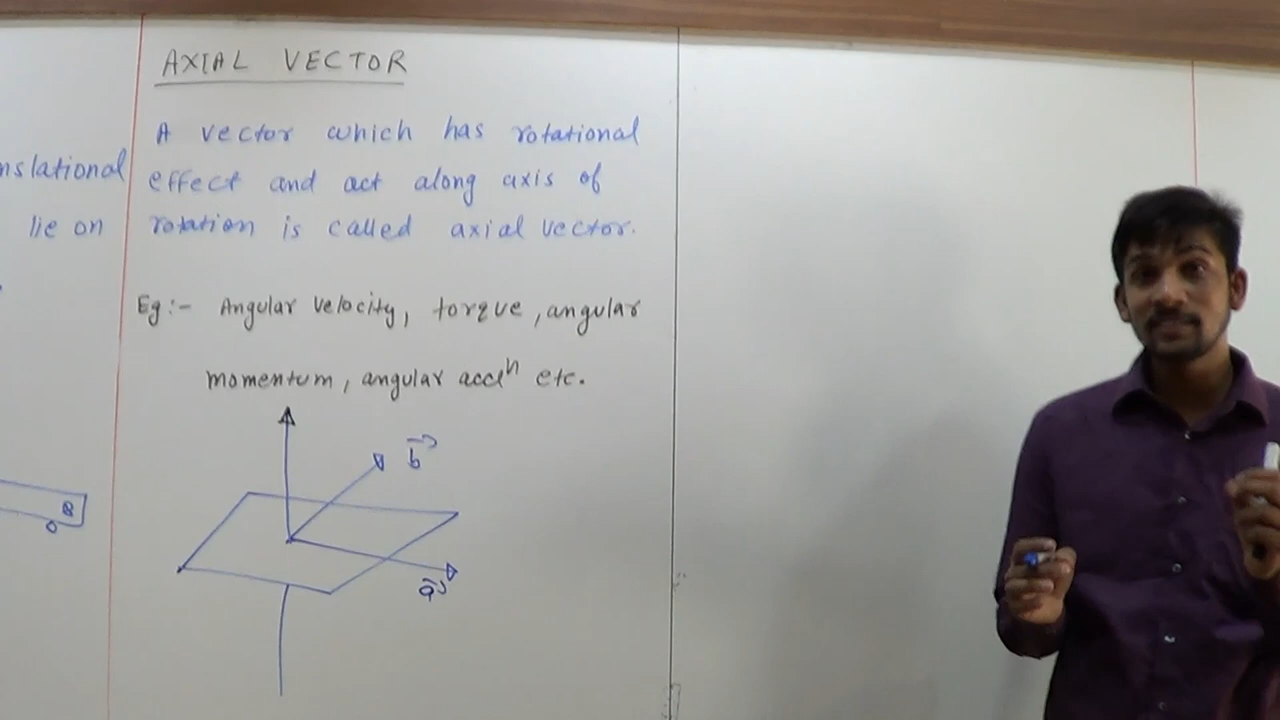 AXIAL VECTOR
nslational
lie on
A vector which has rotational
effect and act along axis of
rotation is called axial vector.
Eg:- Angular velocity, torque, angular
momentum, angular accⁿ etc.
b⃗
a⃗
B